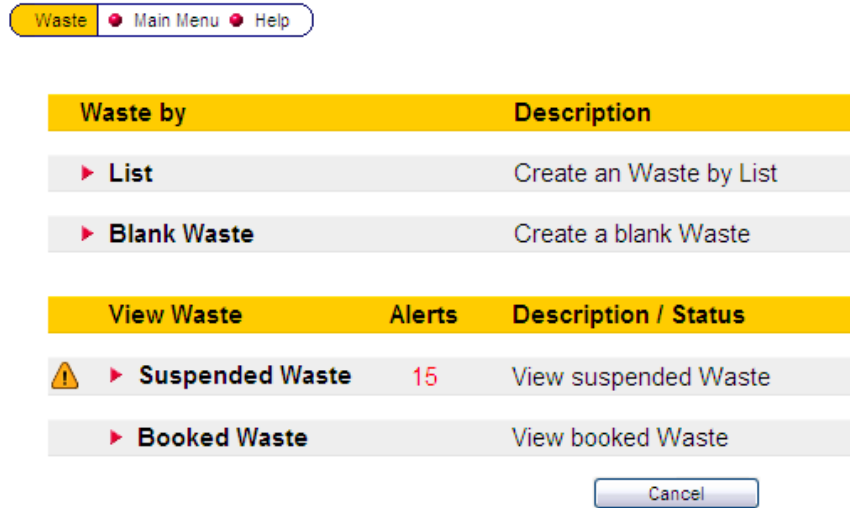 Waste Main Menu Help
Waste by Description
List Create an Waste by List
Blank Waste Create a blank Waste
View Waste Alerts Description / Status
Suspended Waste 15 View suspended Waste
Booked Waste View booked Waste
Cancel